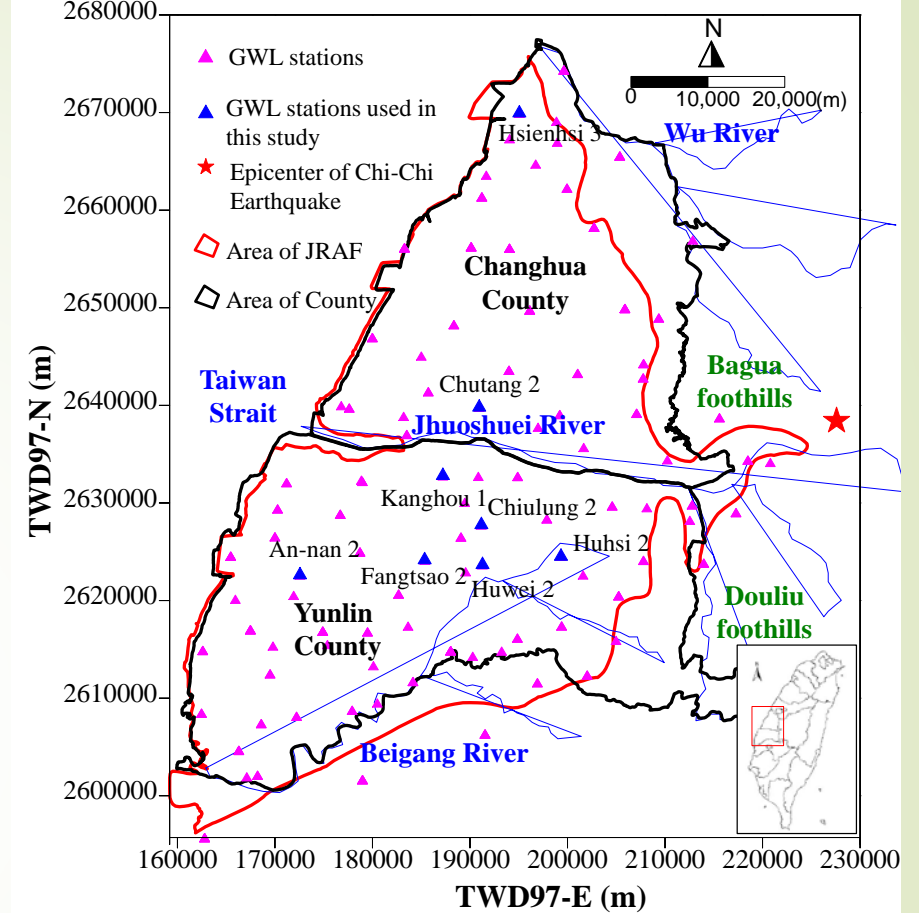 2680000
2670000
2660000
2650000
2640000
2630000
2620000
2610000
2600000
TWD97-N (m)
GWL stations
GWL stations used in
this study
Epicenter of Chi-Chi
Earthquake
Area of JRAF
Area of County
N
0 10,000 20,000(m)
Wu River
Hsienhsi 3
Changhua
County
Taiwan
Strait
Chutang 2
Bagua
foothills
Jhuoshuei River
Kanghou 1
Chiulung 2
An-nan 2
Huhsi 2
Fangtsao 2
Huwei 2
Yunlin
County
Douliu
foothills
Beigang River
160000 170000 180000 190000 200000 210000 220000 230000
TWD97-E (m)